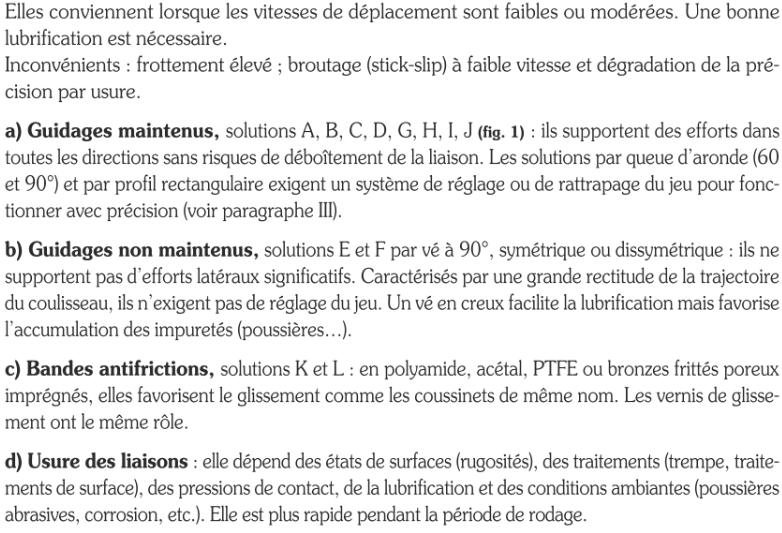 Elles conviennent lorsque les vitesses de déplacement sont faibles ou modérées. Une bonne
lubrification est nécessaire.
Inconvénients : frottement élevé ; broutage (stick-slip) à faible vitesse et dégradation de la pré-
cision par usure.
a) Guidages maintenus, solutions A, B, C, D, G, H, I, J (fig. 1) : ils supportent des efforts dans
toutes les directions sans risques de déboîtement de la liaison. Les solutions par queue d'aronde (60
et 90°) et par profil rectangulaire exigent un système de réglage ou de rattrapage du jeu pour fonc-
tionner avec précision (voir paragraphe III).
b) Guidages non maintenus, solutions E et F par vé à 90°, symétrique ou dissymétrique : ils ne
supportent pas d'efforts latéraux significatifs. Caractérisés par une grande rectitude de la trajectoire
du coulisseau, ils n'exigent pas de réglage du jeu. Un vé en creux facilite la lubrification mais favorise
l'accumulation des impuretés (poussières...).
c) Bandes antifrictions, solutions K et L : en polyamide, acétal, PTFE ou bronzes frittés poreux
imprégnés, elles favorisent le glissement comme les coussinets de même nom. Les vernis de glisse-
ment ont le même rôle.
d) Usure des liaisons : elle dépend des états de surfaces (rugosités), des traitements (trempe, traite-
ments de surface), des pressions de contact, de la lubrification et des conditions ambiantes (poussières
abrasives, corrosion, etc.). Elle est plus rapide pendant la période de rodage.